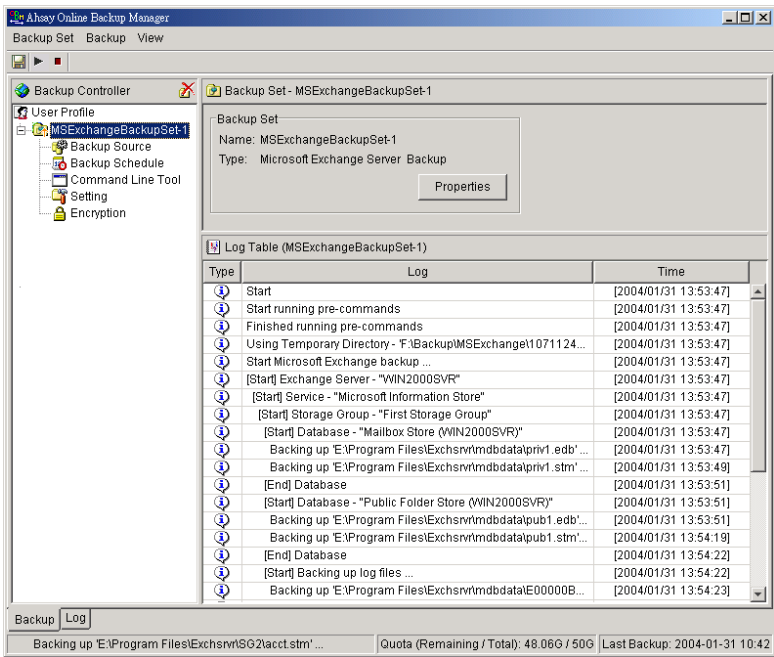 Ahsay Online Backup Manager
Backup Set Backup View
Backup Controller
User Profile
MSExchangeBackupSet-1
Backup Source
Backup Schedule
Command Line Tool
Setting
Encryption
Backup Set - MSExchangeBackupSet-1
Backup Set
Name: MSExchangeBackupSet-1
Type: Microsoft Exchange Server Backup
Properties
Log Table (MSExchangeBackupSet-1)
Type Log Time
Start [2004/01/31 13:53:47]
Start running pre-commands [2004/01/31 13:53:47]
Finished running pre-commands [2004/01/31 13:53:47]
Using Temporary Directory - 'F:\Backup\MSExchange\1071124... [2004/01/31 13:53:47]
Start Microsoft Exchange backup ... [2004/01/31 13:53:47]
[Start] Exchange Server - "WIN2000SVR" [2004/01/31 13:53:47]
[Start] Service - "Microsoft Information Store" [2004/01/31 13:53:47]
[Start] Storage Group - "First Storage Group" [2004/01/31 13:53:47]
[Start] Database - "Mailbox Store (WIN2000SVR)" [2004/01/31 13:53:47]
Backing up 'E:\Program Files\Exchsrvr\mdbdata\priv1.edb' ... [2004/01/31 13:53:47]
Backing up 'E:\Program Files\Exchsrvr\mdbdata\priv1.stm' ... [2004/01/31 13:53:49]
[End] Database [2004/01/31 13:53:51]
[Start] Database - "Public Folder Store (WIN2000SVR)" [2004/01/31 13:53:51]
Backing up 'E:\Program Files\Exchsrvr\mdbdata\pub1.edb'... [2004/01/31 13:53:51]
Backing up 'E:\Program Files\Exchsrvr\mdbdata\pub1.stm'... [2004/01/31 13:54:19]
[End] Database [2004/01/31 13:54:22]
[Start] Backing up log files ... [2004/01/31 13:54:22]
Backing up 'E:\Program Files\Exchsrvr\mdbdata\E00000B... [2004/01/31 13:54:23]
Backup Log
Backing up 'E:\Program Files\Exchsrvr\SG2\acct.stm' ... Quota (Remaining / Total): 48.06G / 50G Last Backup: 2004-01-31 10:42